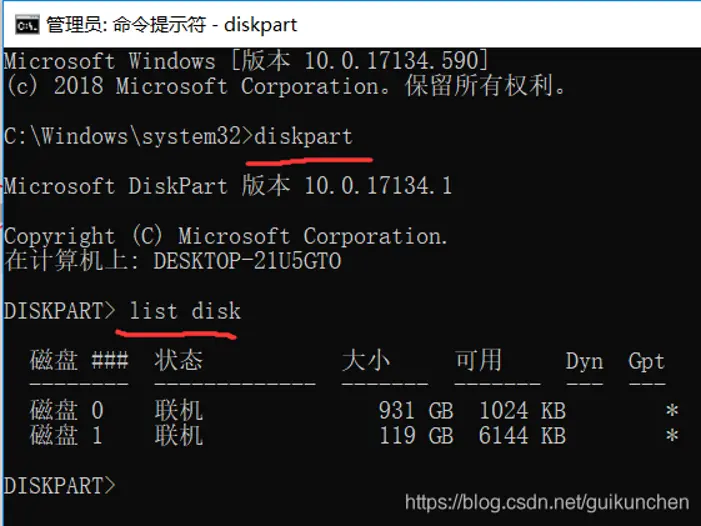 管理员: 命令提示符 - diskpart
Microsoft Windows [版本 10.0.17134.590]
(c) 2018 Microsoft Corporation。保留所有权利。
C:\Windows\system32>diskpart
Microsoft DiskPart 版本 10.0.17134.1
Copyright (C) Microsoft Corporation.
在计算机上: DESKTOP-21U5GTO
DISKPART> list disk
磁盘 ### 状态 大小 可用 Dyn Gpt
-------- ------------- ------- ------- --- ---
磁盘 0 联机 931 GB 1024 KB *
磁盘 1 联机 119 GB 6144 KB *
DISKPART>
https://blog.csdn.net/guikunchen